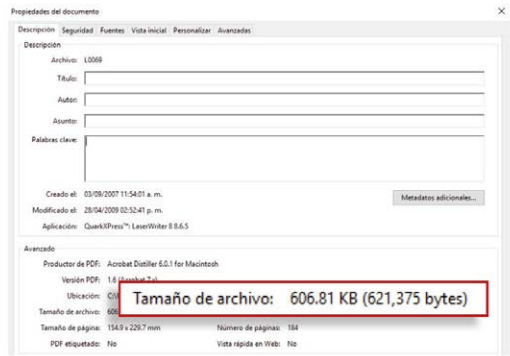 Propiedades del documento
Descripción Seguridad Fuentes Vista inicial Personalizar Avanzadas
Descripción
Archivo: L0069
Título:
Autor:
Asunto:
Palabras clave:
Creado el: 03/09/2007 11:54:01 a. m.
Metadatos adicionales...
Modificado el: 28/04/2009 02:52:41 p. m.
Aplicación: QuarkXPress™: LaserWriter 8 8.6.5
Avanzado
Productor de PDF: Acrobat Distiller 6.0.1 for Macintosh
Versión PDF: 1.6 (Acrobat 7.x)
Ubicación: C:\
Tamaño de archivo: 606.81 KB (621,375 bytes)
Tamaño de archivo: 606
Tamaño de página: 154.9 x 229.7 mm Número de páginas: 184
PDF etiquetado: No Vista rápida en Web: No